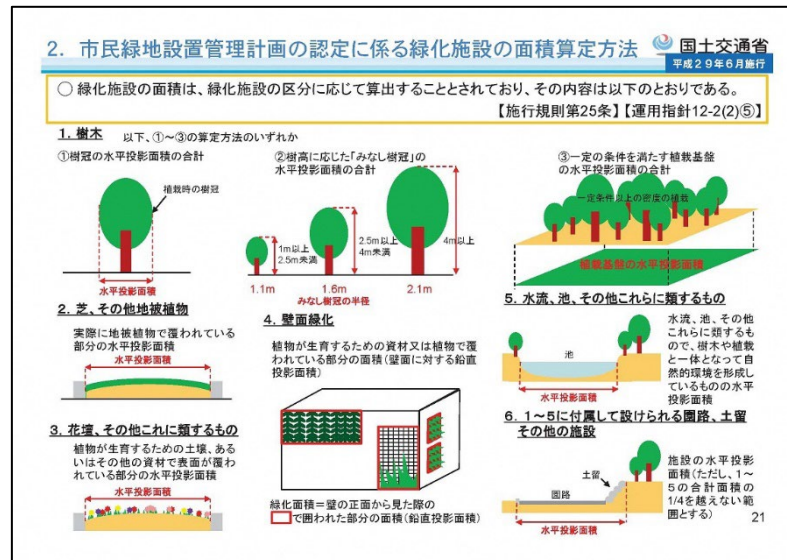 2. 市民緑地設置管理計画の認定に係る緑化施設の面積算定方法
国土交通省
平成29年6月施行
○ 緑化施設の面積は、緑化施設の区分に応じて算出することとされており、その内容は以下のとおりである。
【施行規則第25条】【運用指針12-2(2)⑤】
1. 樹木 以下、①~③の算定方法のいずれか
①樹冠の水平投影面積の合計
植栽時の樹冠
水平投影面積
②樹高に応じた「みなし樹冠」の
水平投影面積の合計
1m以上
2.5m未満
2.5m以上
4m未満
4m以上
1.1m
1.6m
2.1m
みなし樹冠の半径
③一定の条件を満たす植栽基盤
の水平投影面積の合計
一定条件以上の密度の植栽
植栽基盤の水平投影面積
2. 芝、その他地被植物
実際に地被植物で覆われている
部分の水平投影面積
水平投影面積
3. 花壇、その他これに類するもの
植物が生育するための土壌、ある
いはその他の資材で表面が覆わ
れている部分の水平投影面積
水平投影面積
4. 壁面緑化
植物が生育するための資材又は植物で覆
われている部分の面積(壁面に対する鉛直
投影面積)
緑化面積=壁の正面から見た際の
で囲われた部分の面積(鉛直投影面積)
5. 水流、池、その他これらに類するもの
池
水平投影面積
水流、池、その他
これらに類するも
ので、樹木や植栽
と一体となって自
然的環境を形成し
ているものの水平
投影面積
6. 1~5に付属して設けられる園路、土留
その他の施設
土留
園路
水平投影面積
施設の水平投影
面積(ただし、1~
5の合計面積の
1/4を越えない範
囲とする)
21